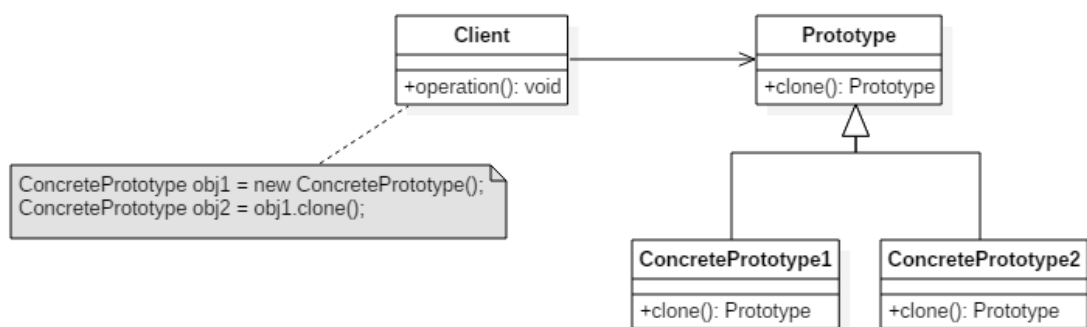 Client
+operation(): void
Prototype
+clone(): Prototype
ConcretePrototype obj1 = new ConcretePrototype();
ConcretePrototype obj2 = obj1.clone();
ConcretePrototype1
+clone(): Prototype
ConcretePrototype2
+clone(): Prototype